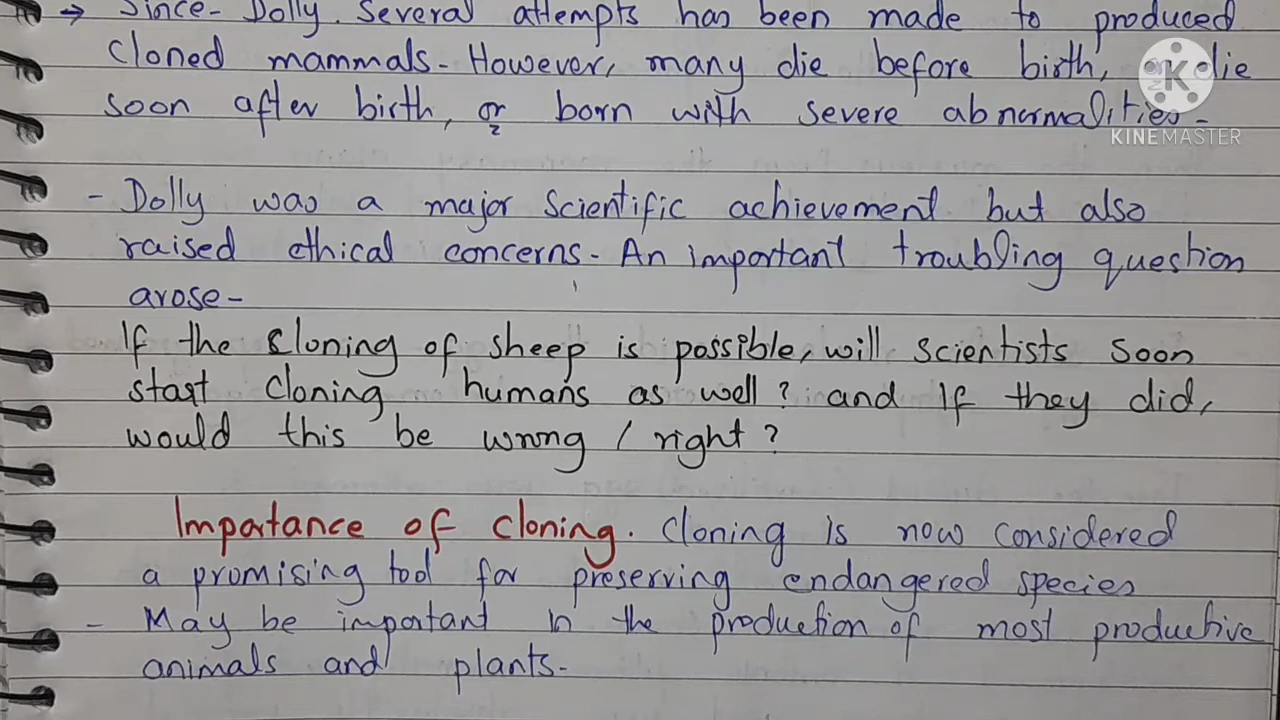 → Since- Dolly. Several attempts has been made to produced
cloned mammals- However, many die before birth, or die
soon after birth, or born with severe abnormalities-
KINEMASTER
- Dolly was a major scientific achievement but also
raised ethical concerns- An important troubling question
arose-
If the cloning of sheep is possible, will scientists soon
start cloning humans as well? and If they did,
would this be wrong / right?
Importance of cloning. Cloning is now considered
a promising tool for preserving endangered species
- May be important in the production of most productive
animals and plants-